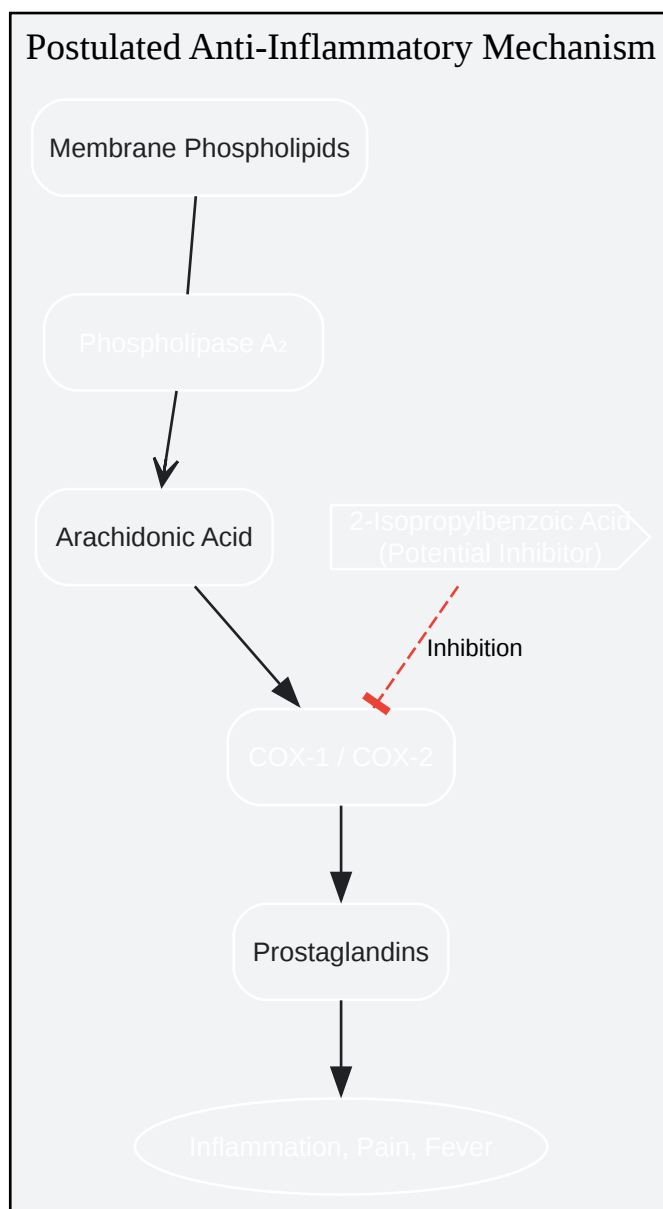 Postulated Anti-Inflammatory Mechanism
Membrane Phospholipids
Phospholipase A₂
Arachidonic Acid
2-Isopropylbenzoic Acid
(Potential Inhibitor)
Inhibition
COX-1 / COX-2
Prostaglandins
Inflammation, Pain, Fever